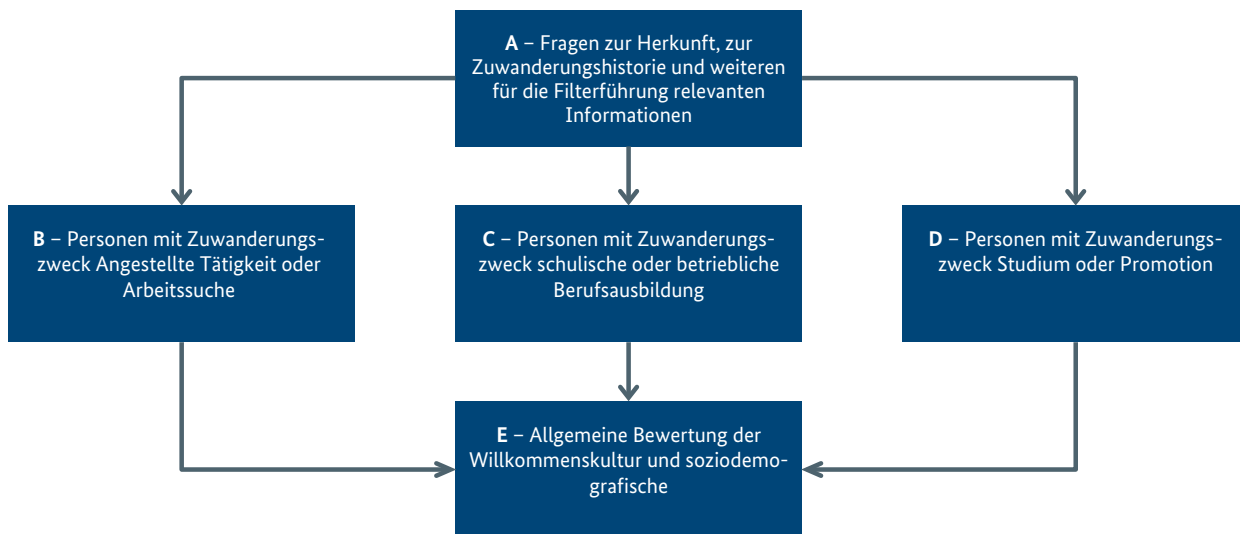 A – Fragen zur Herkunft, zur
Zuwanderungshistorie und weiteren
für die Filterführung relevanten
Informationen
B – Personen mit Zuwanderungs-
zweck Angestellte Tätigkeit oder
Arbeitssuche
C – Personen mit Zuwanderungs-
zweck schulische oder betriebliche
Berufsausbildung
D – Personen mit Zuwanderungs-
zweck Studium oder Promotion
E – Allgemeine Bewertung der
Willkommenskultur und soziodemo-
grafische